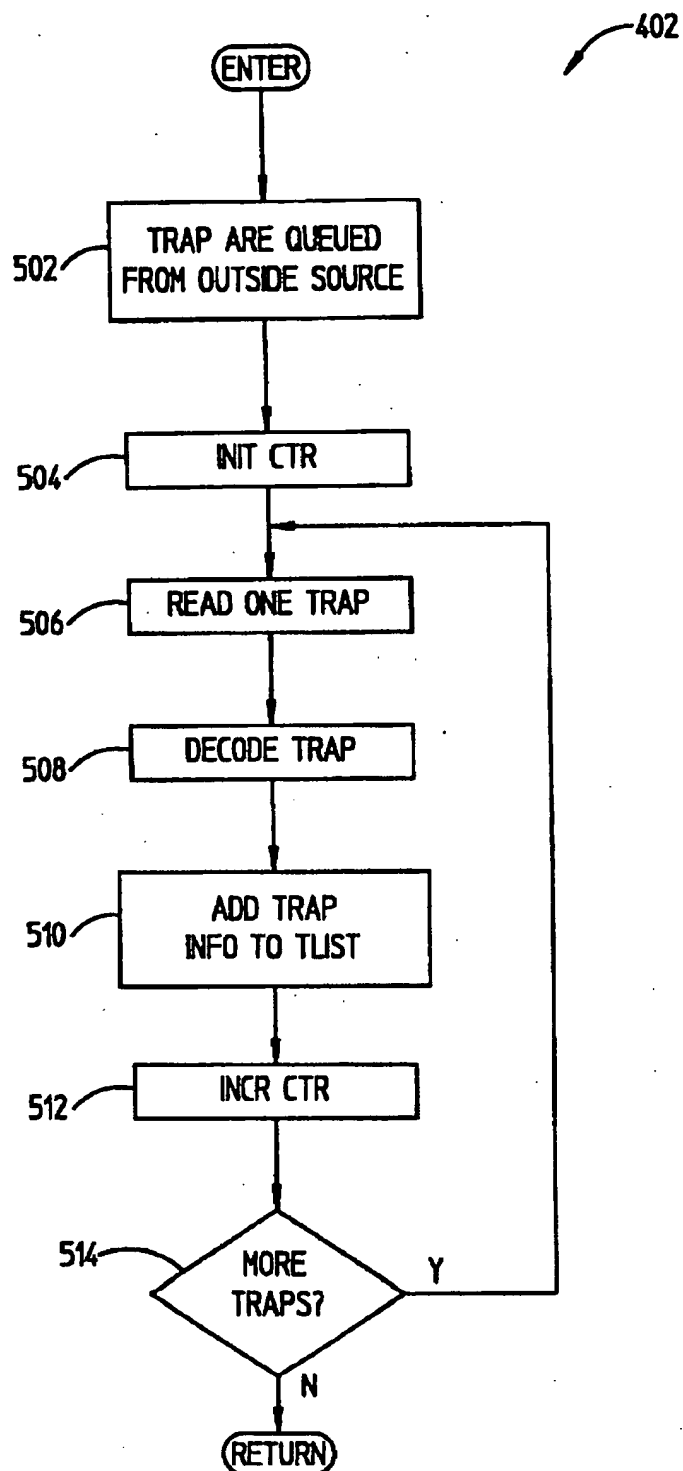 402
ENTER
502
TRAP ARE QUEUED
FROM OUTSIDE SOURCE
504
INIT CTR
506
READ ONE TRAP
508
DECODE TRAP
510
ADD TRAP
INFO TO TLIST
512
INCR CTR
514
MORE
TRAPS?
Y
N
RETURN